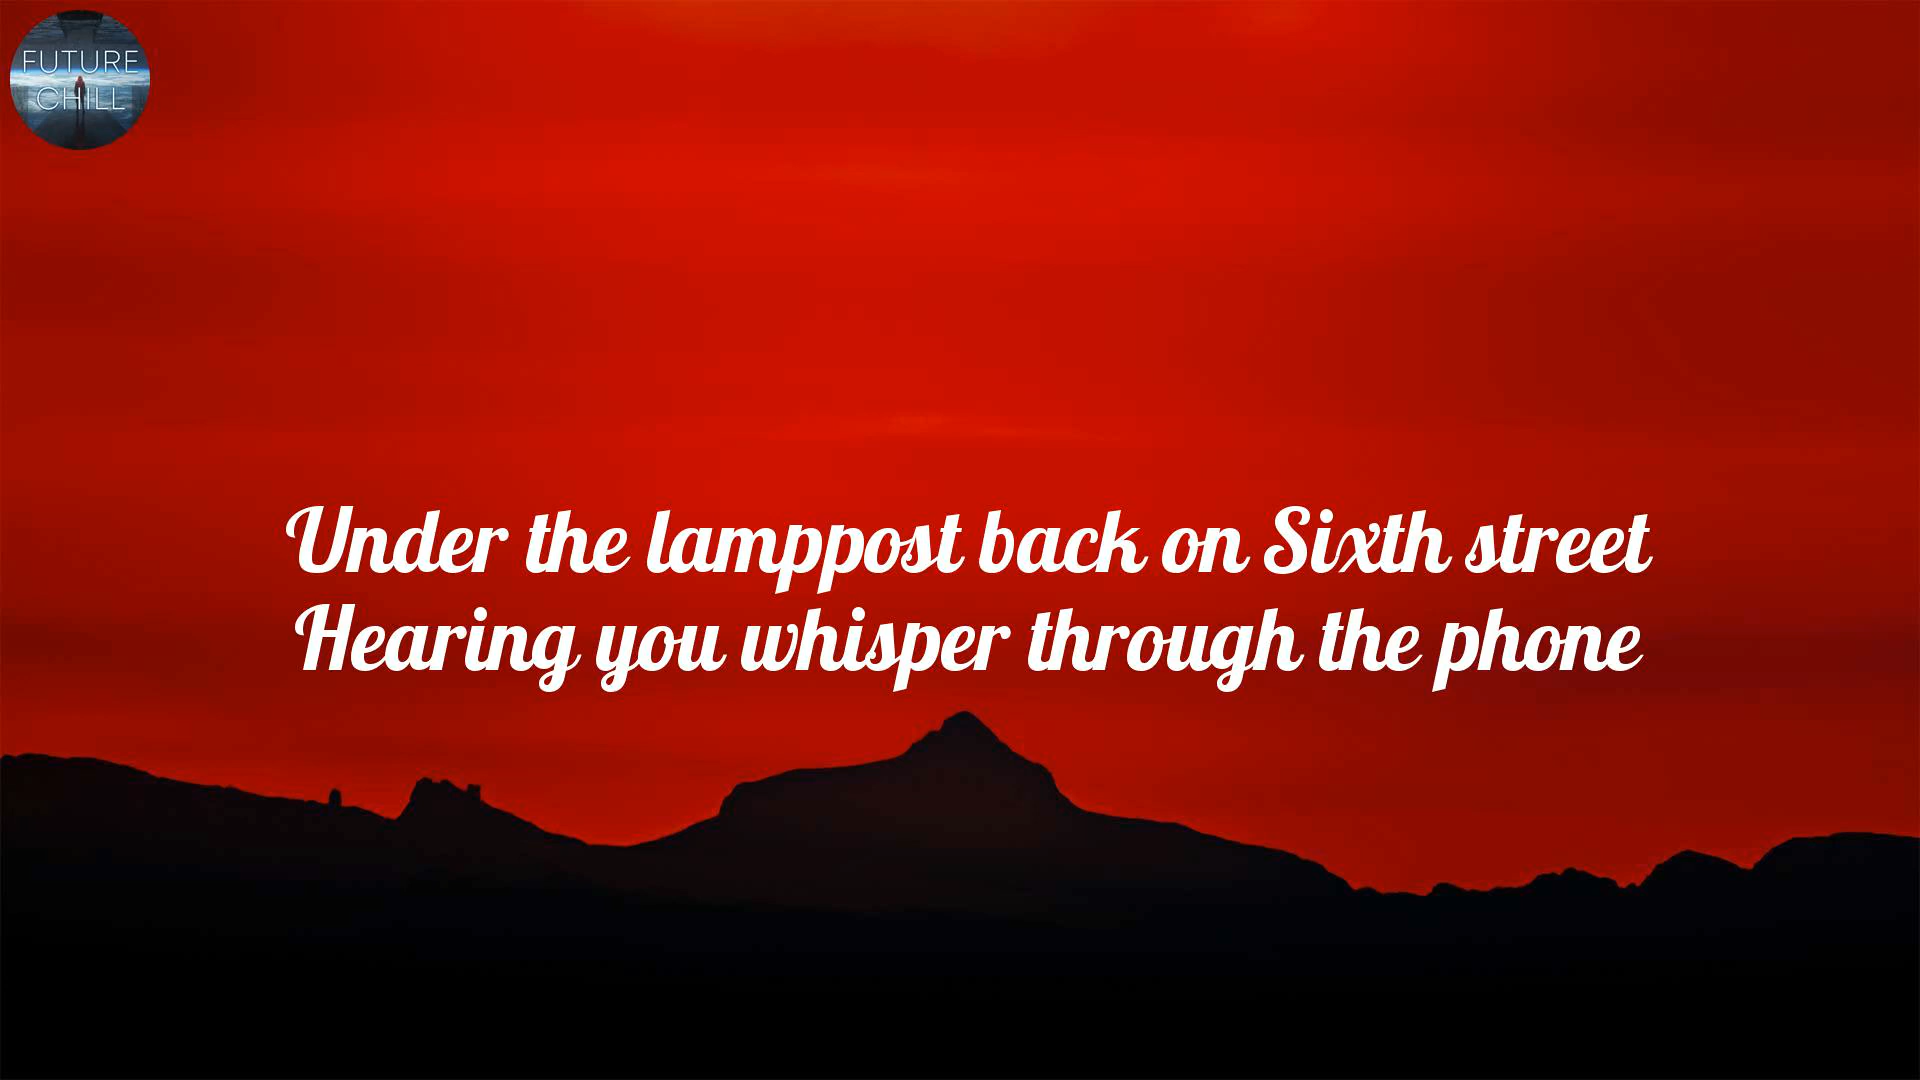 FUTURE
CHILL
Under the lamppost back on Sixth street
Hearing you whisper through the phone